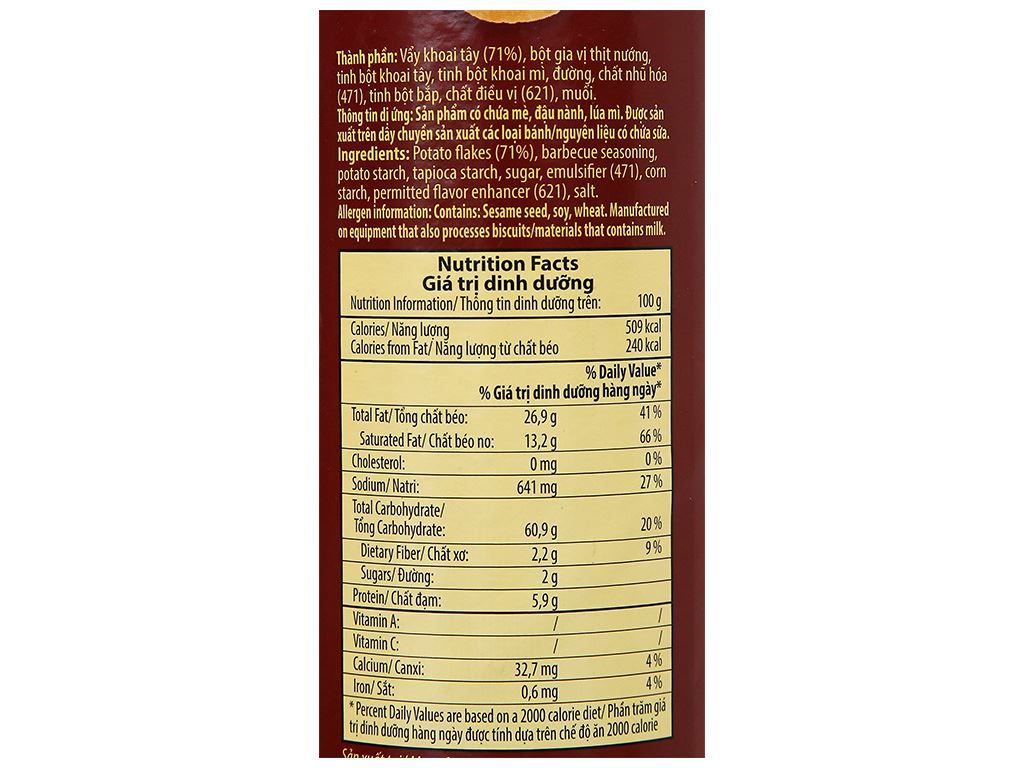 Thành phần: Vẩy khoai tây (71%), bột gia vị thịt nướng,
tinh bột khoai tây, tinh bột khoai mì, đường, chất nhũ hóa
(471), tinh bột bắp, chất điều vị (621), muối.
Thông tin dị ứng: Sản phẩm có chứa mè, đậu nành, lúa mì. Được sản
xuất trên dây chuyền sản xuất các loại bánh/nguyên liệu có chứa sữa.
Ingredients: Potato flakes (71%), barbecue seasoning,
potato starch, tapioca starch, sugar, emulsifier (471), corn
starch, permitted flavor enhancer (621), salt.
Allergen information: Contains: Sesame seed, soy, wheat. Manufactured
on equipment that also processes biscuits/materials that contains milk.
Nutrition Facts
Giá trị dinh dưỡng
Nutrition Information/ Thông tin dinh dưỡng trên: 100 g
Calories/ Năng lượng 509 kcal
Calories from Fat/ Năng lượng từ chất béo 240 kcal
% Daily Value*
% Giá trị dinh dưỡng hàng ngày*
Total Fat/ Tổng chất béo: 26,9 g 41 %
Saturated Fat/ Chất béo no: 13,2 g 66 %
Cholesterol: 0 mg 0 %
Sodium/ Natri: 641 mg 27 %
Total Carbohydrate/
Tổng Carbohydrate: 60,9 g 20 %
Dietary Fiber/ Chất xơ: 2,2 g 9 %
Sugars/ Đường: 2 g
Protein/ Chất đạm: 5,9 g
Vitamin A: / /
Vitamin C: / /
Calcium/ Canxi: 32,7 mg 4 %
Iron/ Sắt: 0,6 mg 4 %
* Percent Daily Values are based on a 2000 calorie diet/ Phần trăm giá
trị dinh dưỡng hàng ngày được tính dựa trên chế độ ăn 2000 calorie